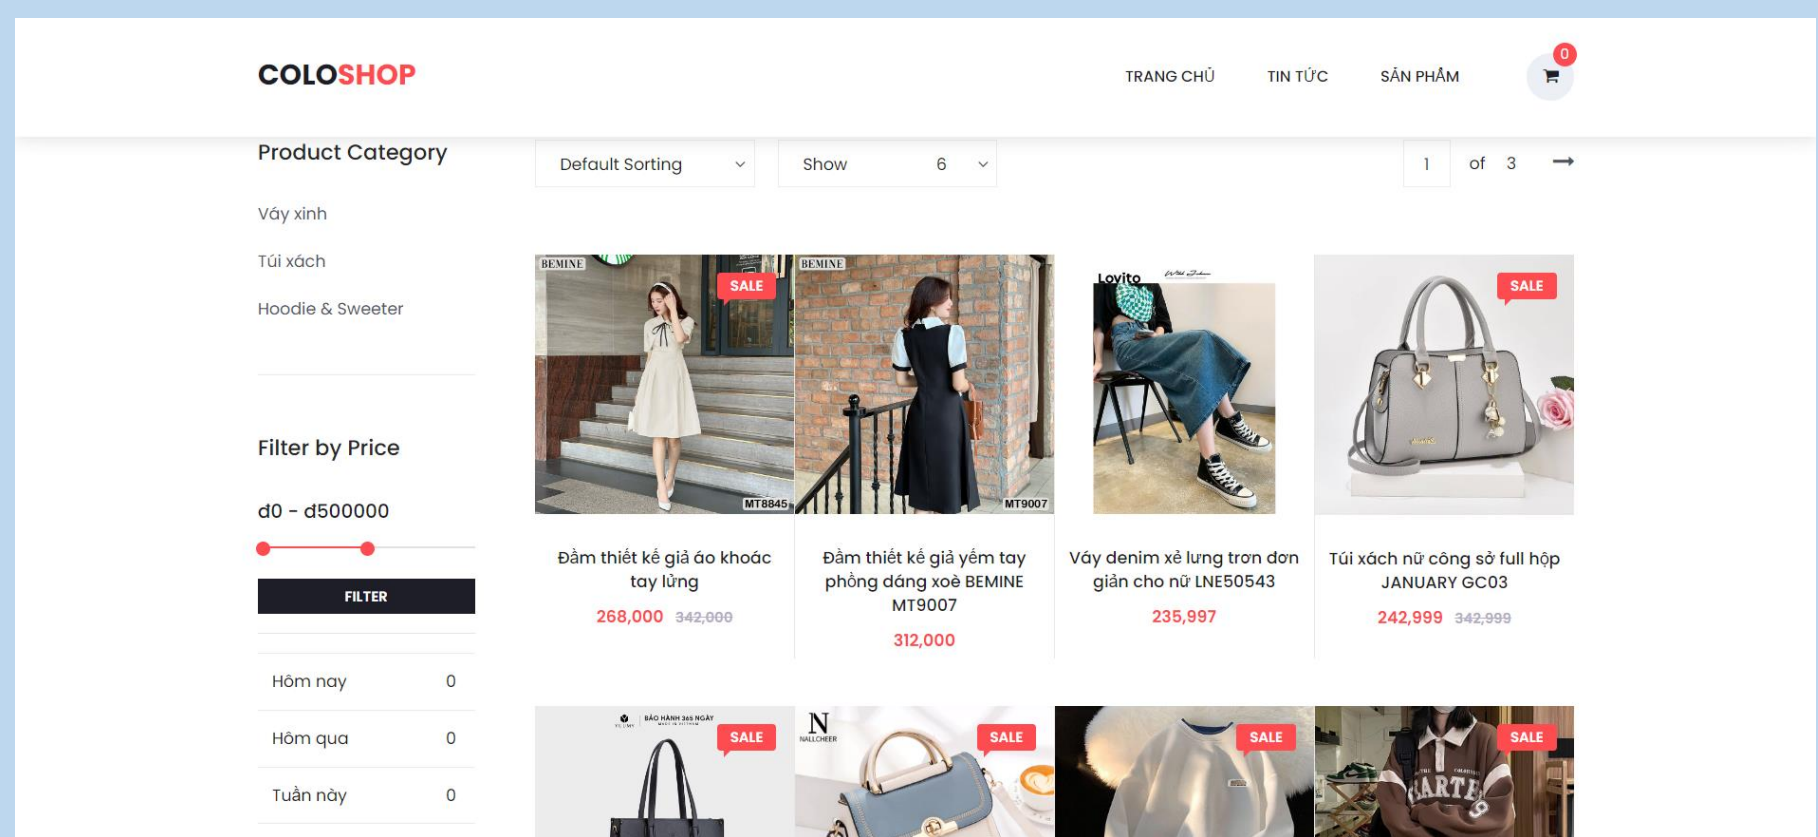 COLOSHOP
TRANG CHỦ
TIN TỨC
SẢN PHẨM
0
Product Category
Váy xinh
Túi xách
Hoodie & Sweeter
Filter by Price
đ0 - đ500000
FILTER
Hôm nay 0
Hôm qua 0
Tuần này 0
Default Sorting
Show 6
1 of 3
BEMINE
SALE
MT8845
Đầm thiết kế giả áo khoác
tay lửng
268,000 342,000
BEMINE
MT9007
Đầm thiết kế giả yếm tay
phồng dáng xoè BEMINE
MT9007
312,000
Lovito
Váy denim xẻ lưng trơn đơn
giản cho nữ LNE50543
235,997
SALE
Túi xách nữ công sở full hộp
JANUARY GC03
242,999 342,999
BẢO HÀNH 365 NGÀY
SALE
N
NALLCHEER
SALE
SALE
SALE